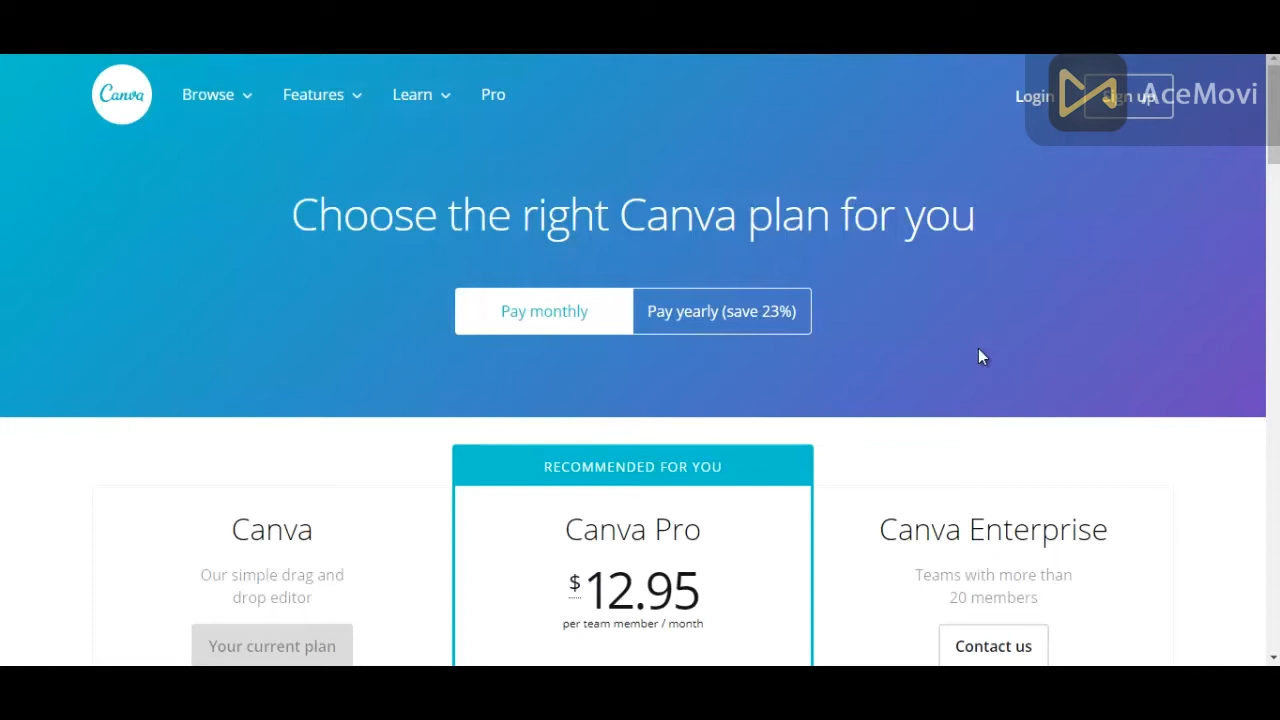 Canva
Browse
Features
Learn
Pro
Login
Sign up
AceMovi
Choose the right Canva plan for you
Pay monthly
Pay yearly (save 23%)
RECOMMENDED FOR YOU
Canva
Our simple drag and
drop editor
Your current plan
Canva Pro
$12.95
per team member / month
Canva Enterprise
Teams with more than
20 members
Contact us